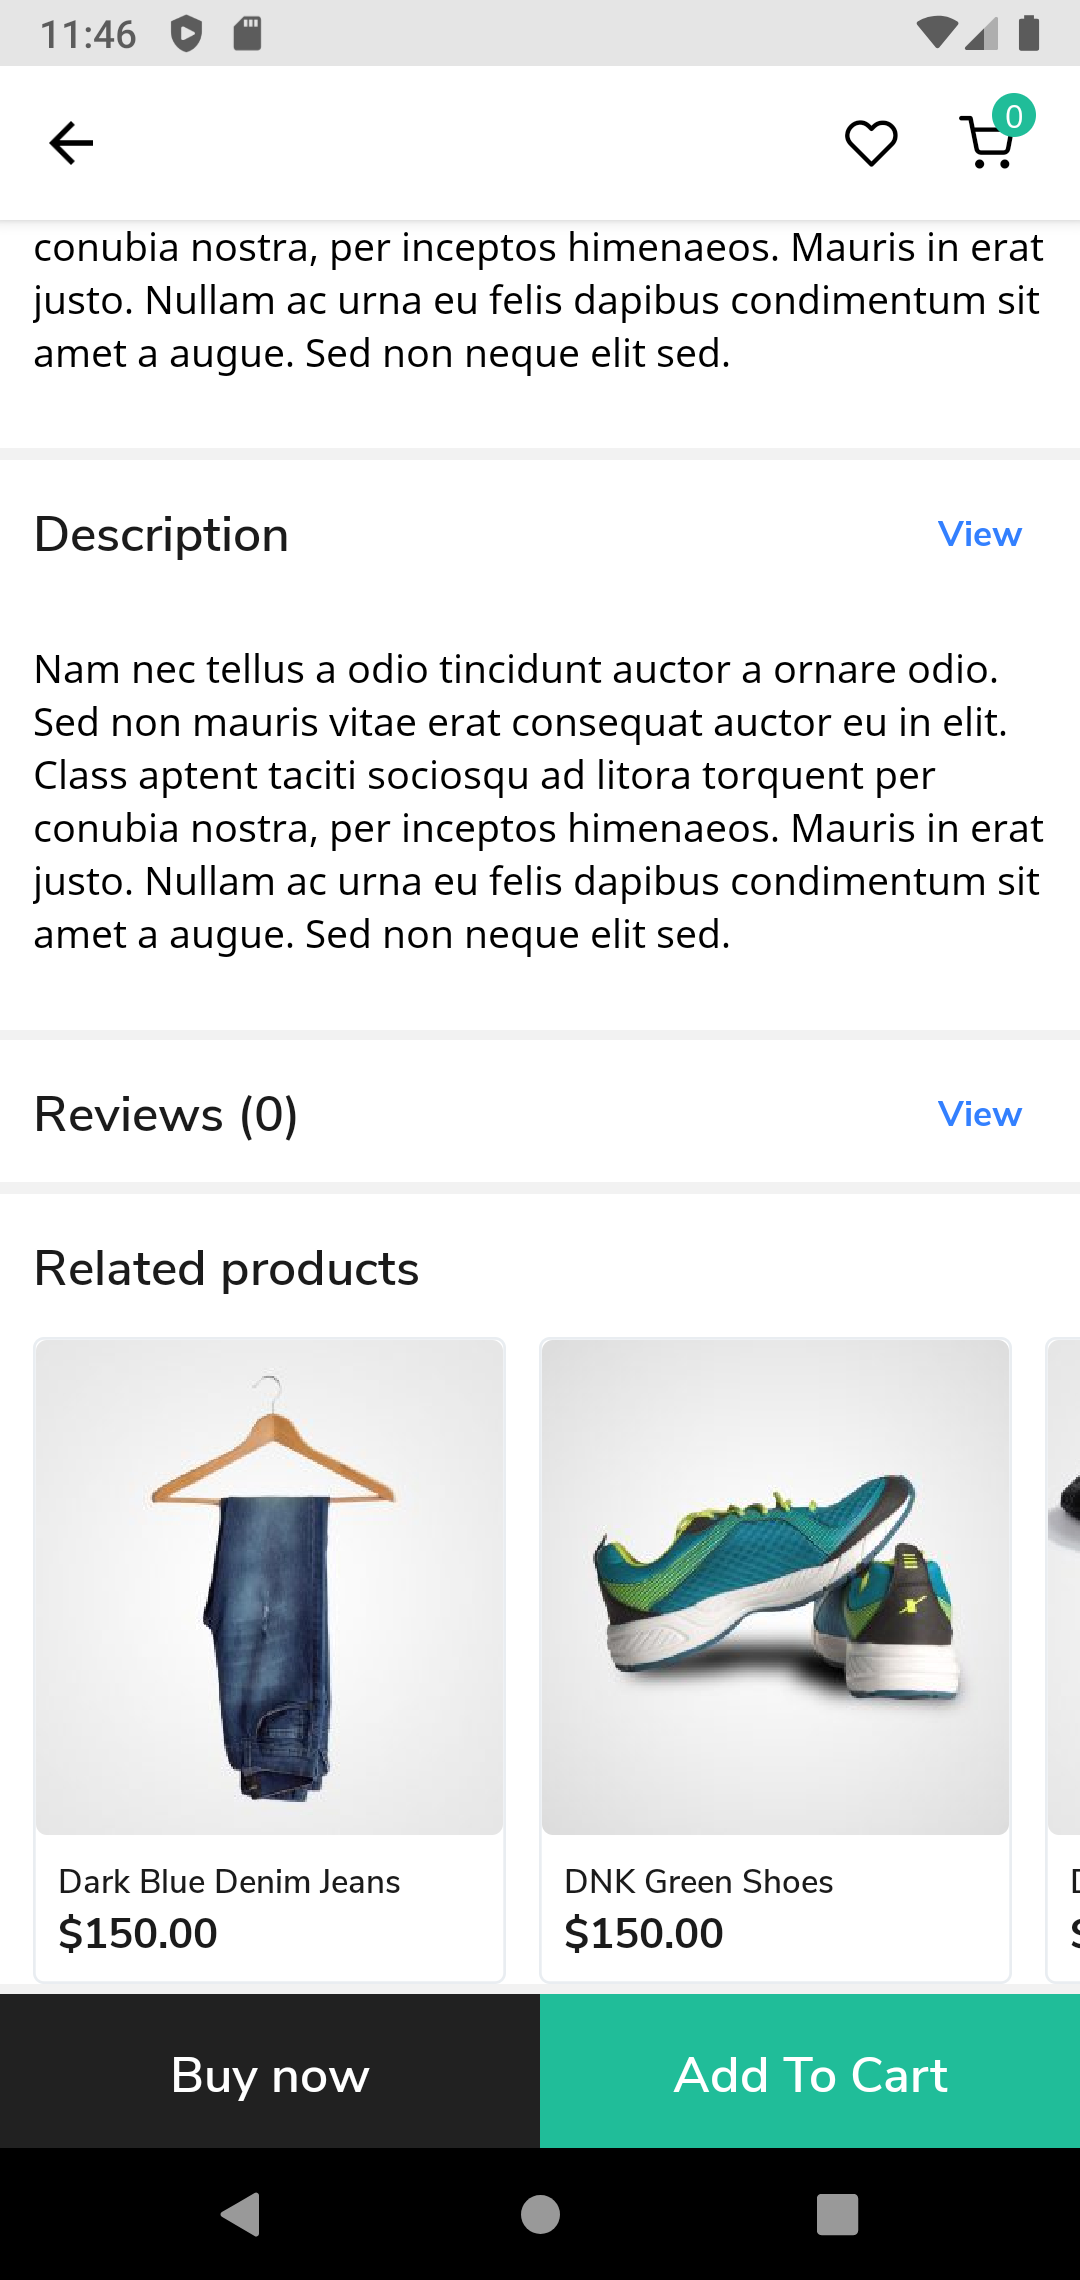 11:46
0
conubia nostra, per inceptos himenaeos. Mauris in erat
justo. Nullam ac urna eu felis dapibus condimentum sit
amet a augue. Sed non neque elit sed.
Description
View
Nam nec tellus a odio tincidunt auctor a ornare odio.
Sed non mauris vitae erat consequat auctor eu in elit.
Class aptent taciti sociosqu ad litora torquent per
conubia nostra, per inceptos himenaeos. Mauris in erat
justo. Nullam ac urna eu felis dapibus condimentum sit
amet a augue. Sed non neque elit sed.
Reviews (0)
View
Related products
Dark Blue Denim Jeans
$150.00
DNK Green Shoes
$150.00
Buy now
Add To Cart